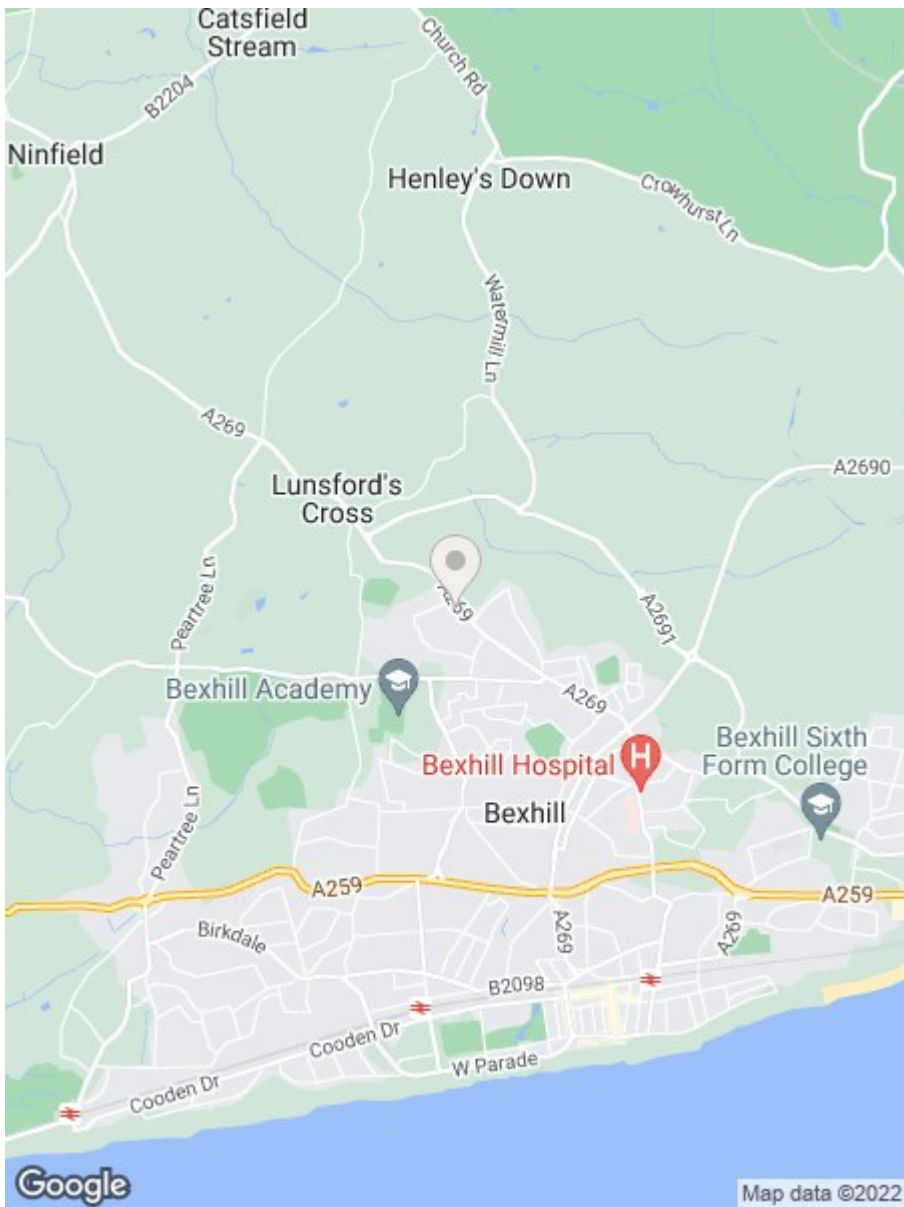 Catsfield
Stream
Church Rd
B2204
Ninfield
Henley's Down
Crowhurst Ln
Watermill Ln
A269
A2690
Lunsford's
Cross
Peartree Ln
A269
A2691
Bexhill Academy
A269
Bexhill Hospital
H
Bexhill Sixth
Form College
Bexhill
Peartree Ln
A259
A259
Birkdale
A269
A269
B2098
Cooden Dr
W Parade
Cooden Dr
Google
Map data ©2022